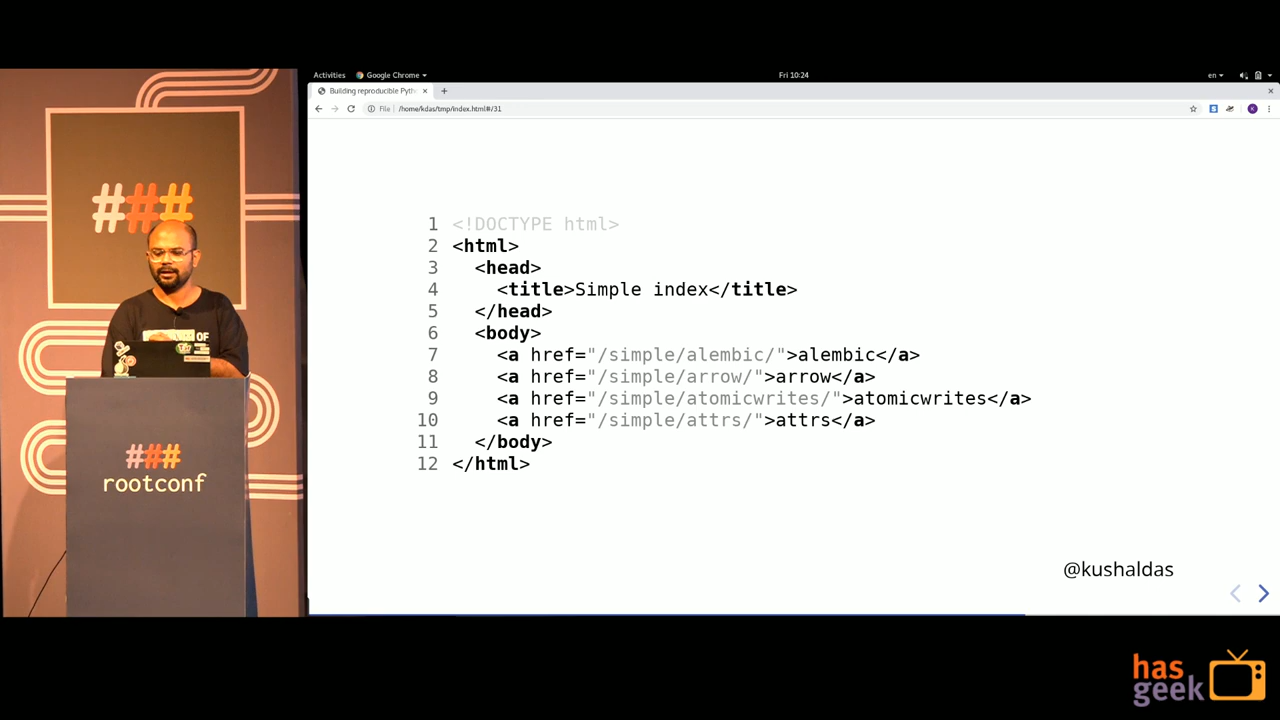 Activities Google Chrome Fri 10:24 en
Building reproducible Pyth
File /home/kdas/tmp/index.html#/31
###
1 <!DOCTYPE html>
2 <html>
3   <head>
4     <title>Simple index</title>
5   </head>
6   <body>
7     <a href="/simple/alembic/">alembic</a>
8     <a href="/simple/arrow/">arrow</a>
9     <a href="/simple/atomicwrites/">atomicwrites</a>
10     <a href="/simple/attrs/">attrs</a>
11   </body>
12 </html>
OF
###
rootconf
@kushaldas
has
geek